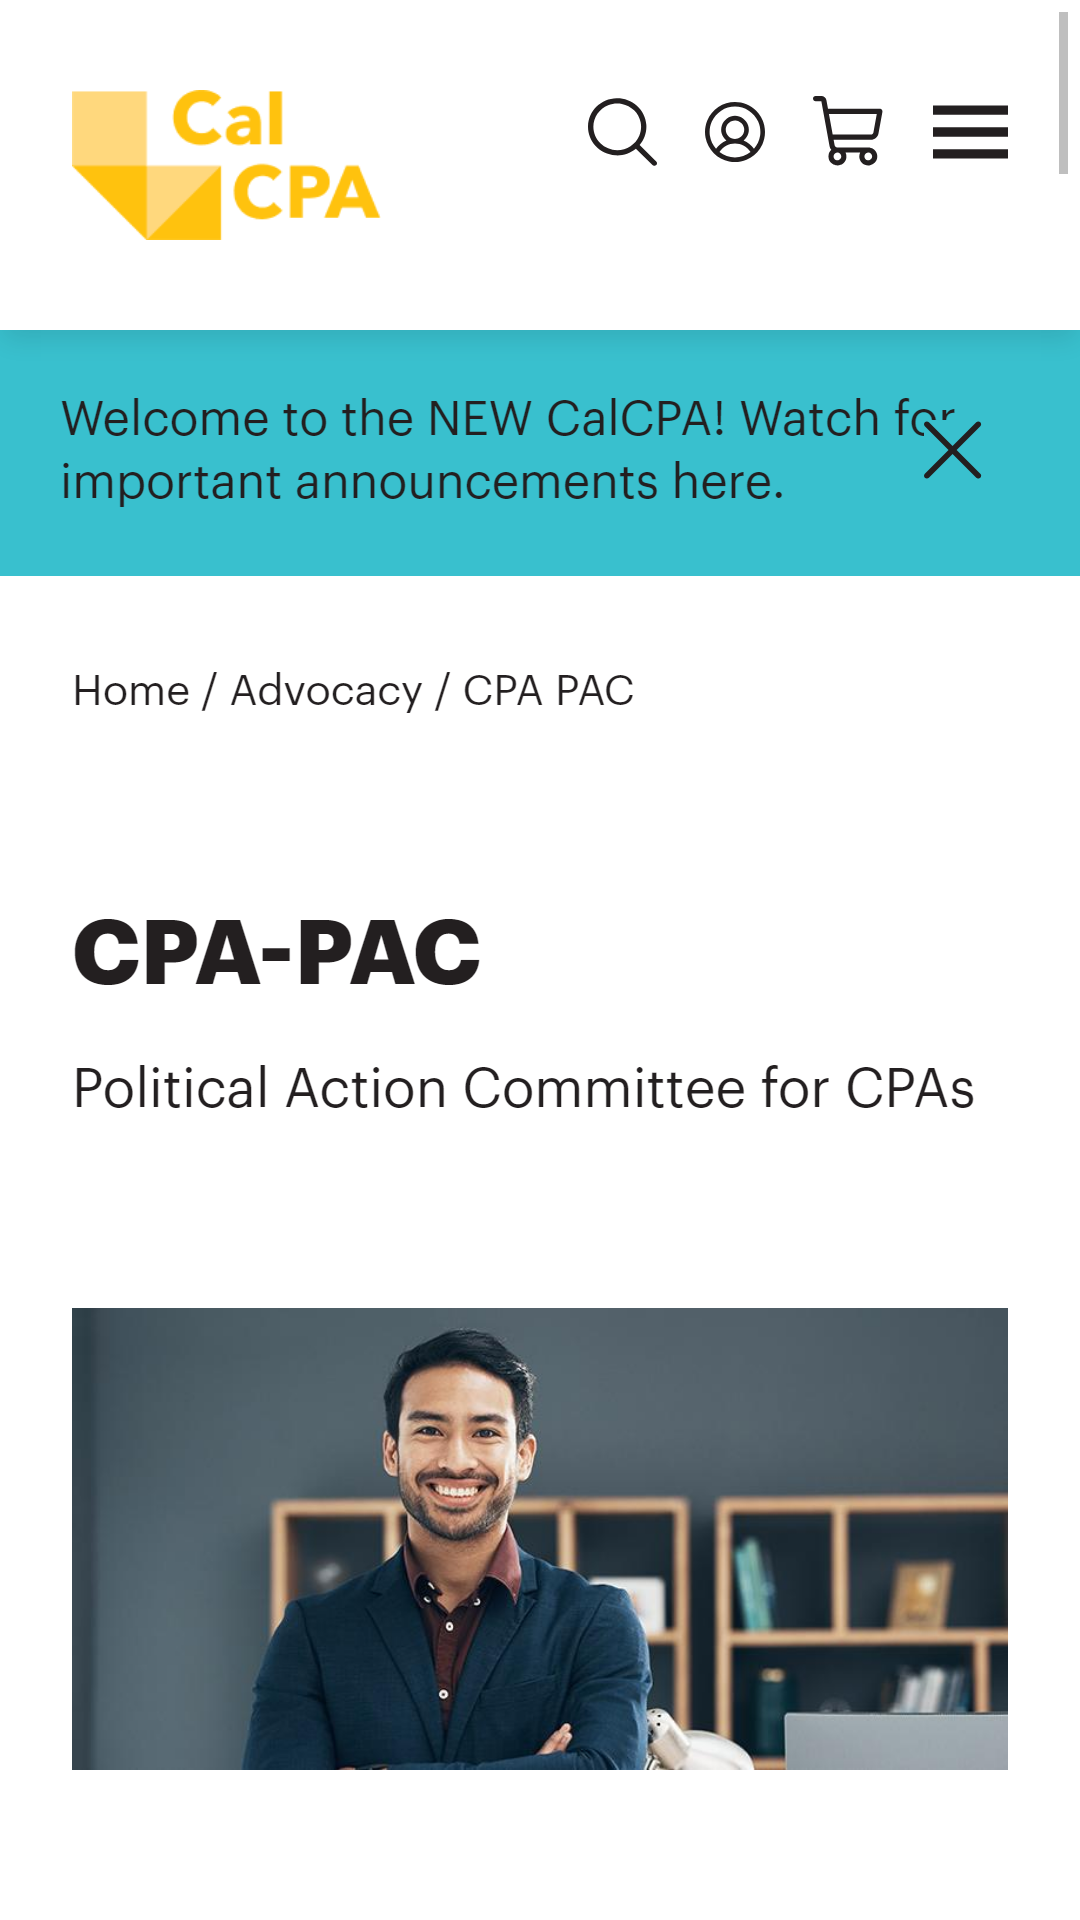 Cal
CPA
Welcome to the NEW CalCPA! Watch for
important announcements here.
Home / Advocacy / CPA PAC
CPA-PAC
Political Action Committee for CPAs